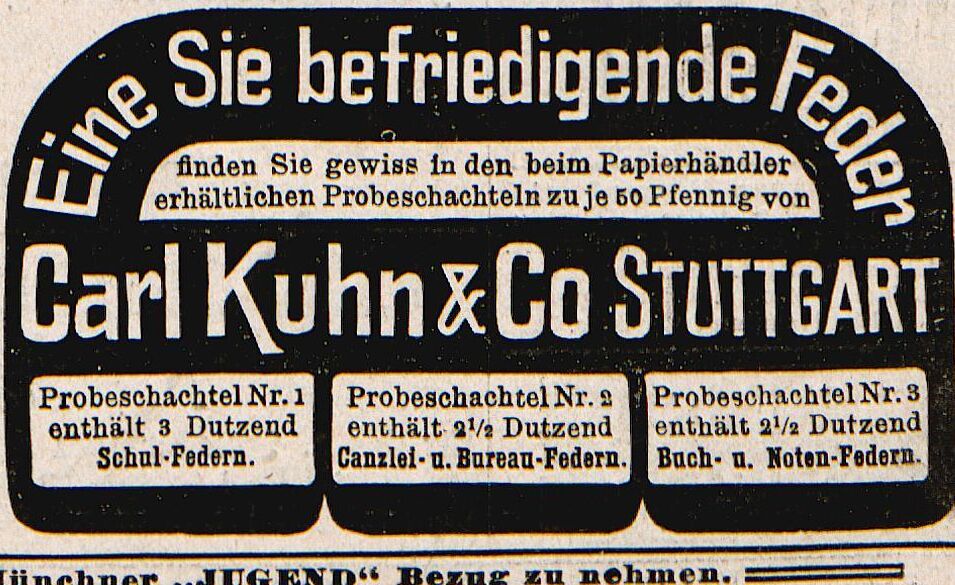 Eine Sie befriedigende Feder
finden Sie gewiss in den beim Papierhändler
erhältlichen Probeschachteln zu je 50 Pfennig von
Carl Kuhn & Co STUTTGART
Probeschachtel Nr. 1
enthält 3 Dutzend
Schul-Federn.
Probeschachtel Nr. 2
enthält 2½ Dutzend
Canzlei- u. Bureau-Federn.
Probeschachtel Nr. 3
enthält 2½ Dutzend
Buch- u. Noten-Federn.
Münchner „JUGEND“ Bezug zu nehmen.